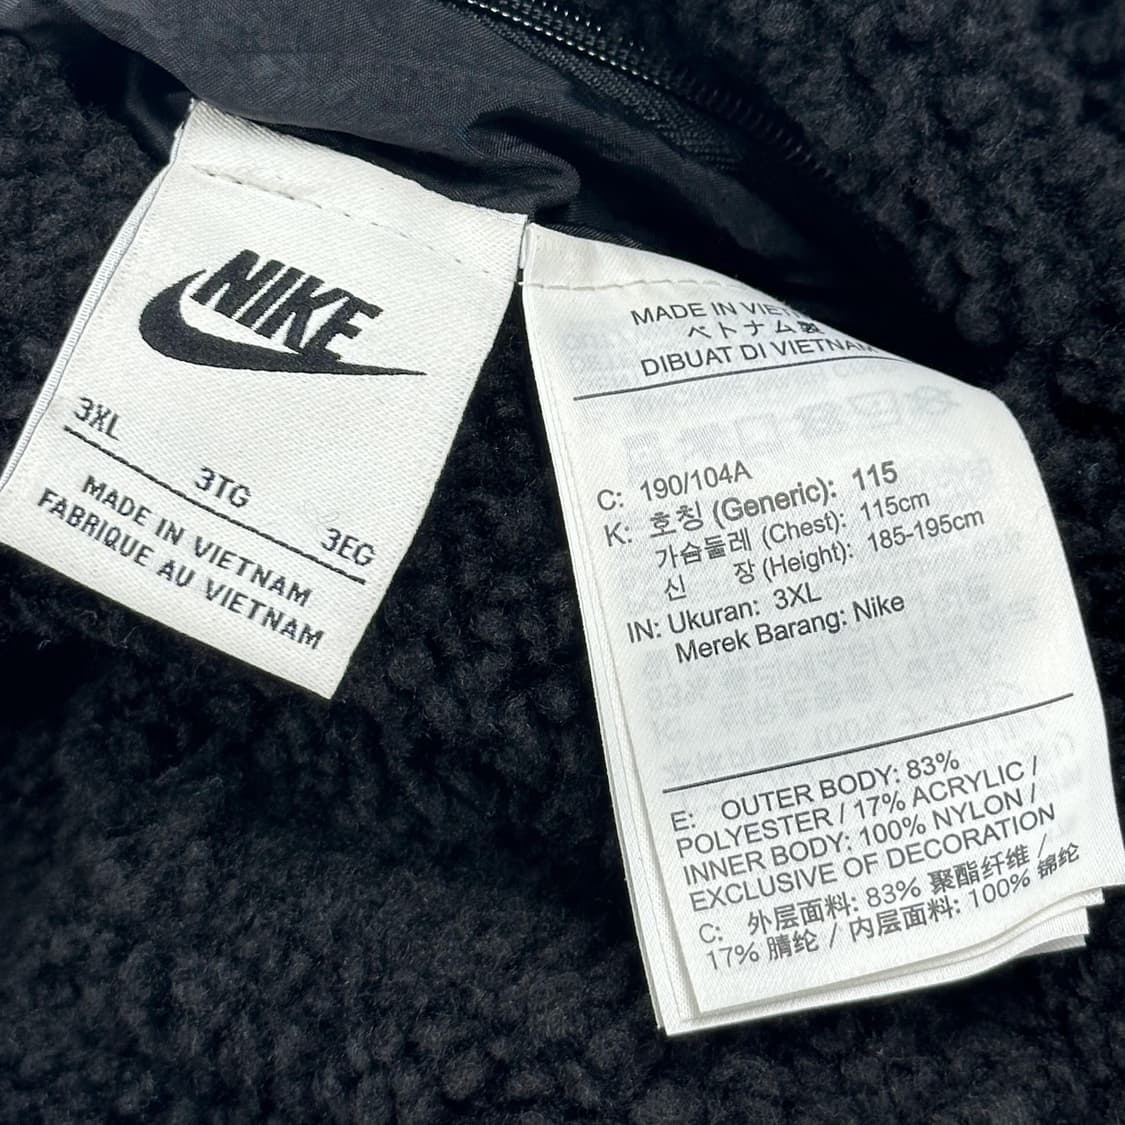 NIKE
3XL
3TG
3EG
MADE IN VIETNAM
FABRIQUE AU VIETNAM
MADE IN VIET
ベトナム製
DIBUAT DI VIETNAM
C: 190/104A
K: 호칭 (Generic): 115
가슴둘레 (Chest): 115cm
신 장 (Height): 185-195cm
IN: Ukuran: 3XL
Merek Barang: Nike
E: OUTER BODY: 83%
POLYESTER / 17% ACRYLIC /
INNER BODY: 100% NYLON /
EXCLUSIVE OF DECORATION
C: 外层面料: 83% 聚酯纤维 /
17% 腈纶 / 内层面料: 100% 锦纶